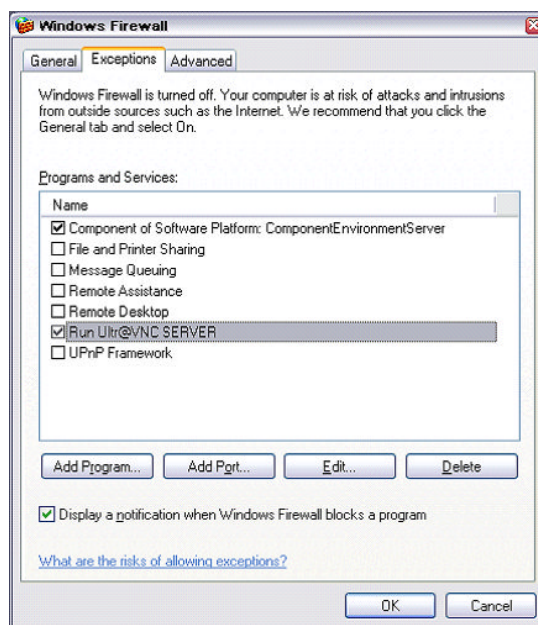 Windows Firewall
General Exceptions Advanced
Windows Firewall is turned off. Your computer is at risk of attacks and intrusions
from outside sources such as the Internet. We recommend that you click the
General tab and select On.
Programs and Services:
Name
Component of Software Platform: ComponentEnvironmentServer
File and Printer Sharing
Message Queuing
Remote Assistance
Remote Desktop
Run Ultr@VNC SERVER
UPnP Framework
Add Program... Add Port... Edit... Delete
Display a notification when Windows Firewall blocks a program
What are the risks of allowing exceptions?
OK Cancel